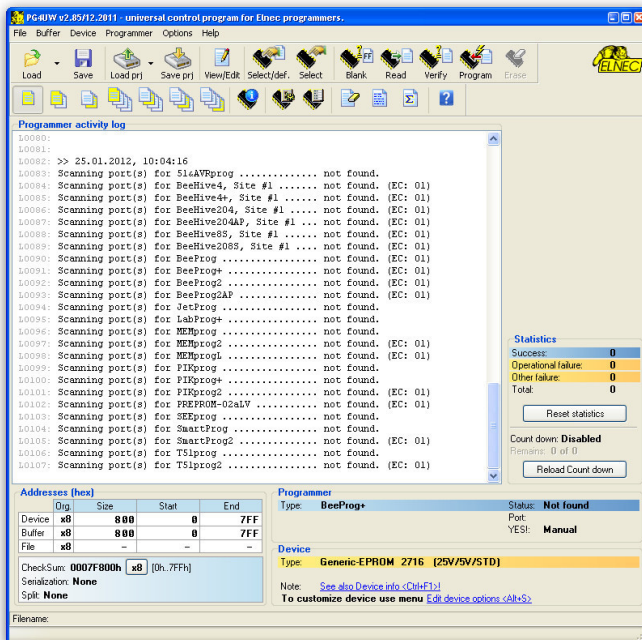 PG4UW v2.85/12.2011 - universal control program for Elnec programmers.
File Buffer Device Programmer Options Help
Load Save Load prj Save prj View/Edit Select/def. Select Blank Read Verify Program Erase
ELNEC
Programmer activity log
L0080:
L0081:
L0082: >> 25.01.2012, 10:04:16
L0083: Scanning port(s) for 51&AVRprog .............. not found.
L0084: Scanning port(s) for BeeHive4, Site #1 ....... not found. (EC: 01)
L0085: Scanning port(s) for BeeHive4+, Site #1 ...... not found. (EC: 01)
L0086: Scanning port(s) for BeeHive204, Site #1 ..... not found. (EC: 01)
L0087: Scanning port(s) for BeeHive204AP, Site #1 ... not found. (EC: 01)
L0088: Scanning port(s) for BeeHive8S, Site #1 ...... not found. (EC: 01)
L0089: Scanning port(s) for BeeHive208S, Site #1 .... not found. (EC: 01)
L0090: Scanning port(s) for BeeProg ................. not found. (EC: 01)
L0091: Scanning port(s) for BeeProg+ ................ not found. (EC: 01)
L0092: Scanning port(s) for BeeProg2 ................ not found. (EC: 01)
L0093: Scanning port(s) for BeeProg2AP .............. not found. (EC: 01)
L0094: Scanning port(s) for JetProg ................. not found.
L0095: Scanning port(s) for LabProg+ ................ not found.
L0096: Scanning port(s) for MEMprog ................. not found.
L0097: Scanning port(s) for MEMprog2 ................ not found. (EC: 01)
L0098: Scanning port(s) for MEMprogL ................ not found. (EC: 01)
L0099: Scanning port(s) for PIKprog ................. not found.
L0100: Scanning port(s) for PIKprog+ ................ not found.
L0101: Scanning port(s) for PIKprog2 ................ not found. (EC: 01)
L0102: Scanning port(s) for PREPROM-02aLV ........... not found. (EC: 01)
L0103: Scanning port(s) for SEEprog ................. not found.
L0104: Scanning port(s) for SmartProg ............... not found.
L0105: Scanning port(s) for SmartProg2 .............. not found. (EC: 01)
L0106: Scanning port(s) for T51prog ................. not found.
L0107: Scanning port(s) for T51prog2 ................ not found. (EC: 01)
Statistics
Success: 0
Operational failure: 0
Other failure: 0
Total: 0
Reset statistics
Count down: Disabled
Remains: 0 of 0
Reload Count down
Addresses (hex)
Org. Size Start End
Device x8 800 0 7FF
Buffer x8 800 0 7FF
File x8 - - -
CheckSum: 0007F800h x8 [0h..7FFh]
Serialization: None
Split: None
Programmer
Type: BeeProg+ Status: Not found
Port:
YES!: Manual
Device
Type: Generic-EPROM 2716 (25V/5V/STD)
Note: See also Device info <Ctrl+F1>!
To customize device use menu Edit device options <Alt+S>
Filename: